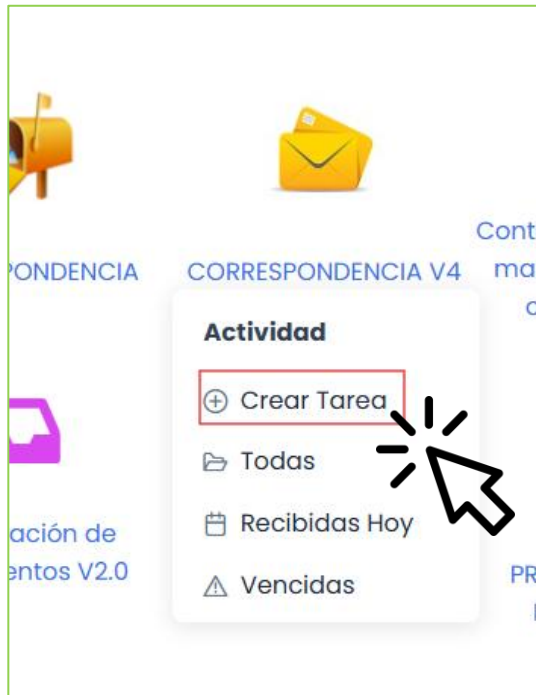 Cont
PONDENCIA
CORRESPONDENCIA V4
ma
Actividad
Crear Tarea
Todas
Recibidas Hoy
Vencidas
ación de
entos V2.0
PR